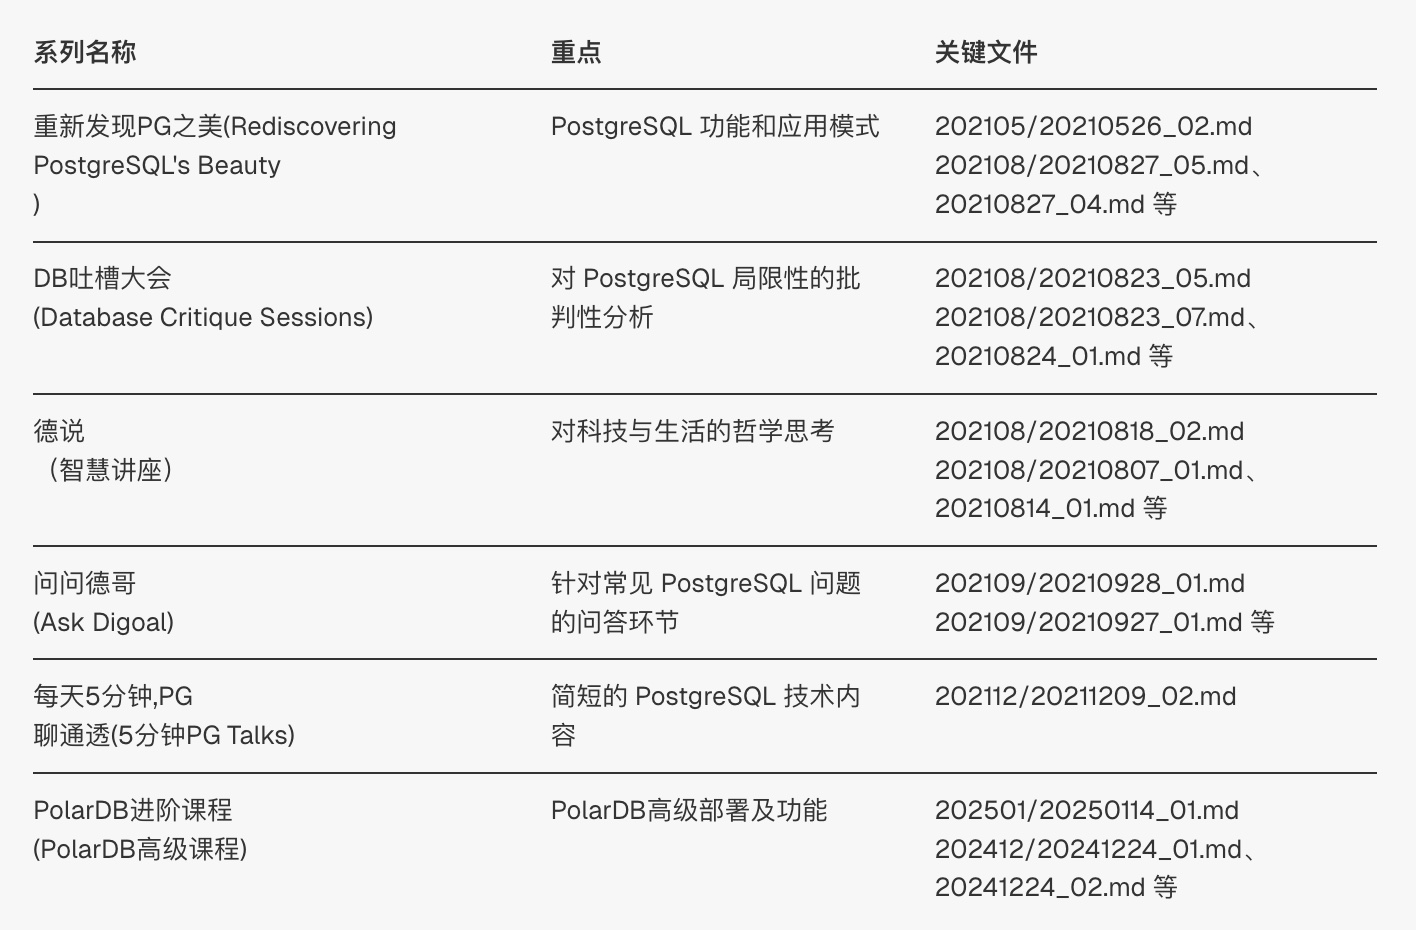 系列名称
重点
关键文件
重新发现PG之美(Rediscovering
PostgreSQL's Beauty
)
PostgreSQL 功能和应用模式
202105/20210526_02.md
202108/20210827_05.md、
20210827_04.md 等
DB吐槽大会
(Database Critique Sessions)
对 PostgreSQL 局限性的批
判性分析
202108/20210823_05.md
202108/20210823_07.md、
20210824_01.md 等
德说
（智慧讲座）
对科技与生活的哲学思考
202108/20210818_02.md
202108/20210807_01.md、
20210814_01.md 等
问问德哥
(Ask Digoal)
针对常见 PostgreSQL 问题
的问答环节
202109/20210928_01.md
202109/20210927_01.md 等
每天5分钟,PG
聊通透(5分钟PG Talks)
简短的 PostgreSQL 技术内
容
202112/20211209_02.md
PolarDB进阶课程
(PolarDB高级课程)
PolarDB高级部署及功能
202501/20250114_01.md
202412/20241224_01.md、
20241224_02.md 等